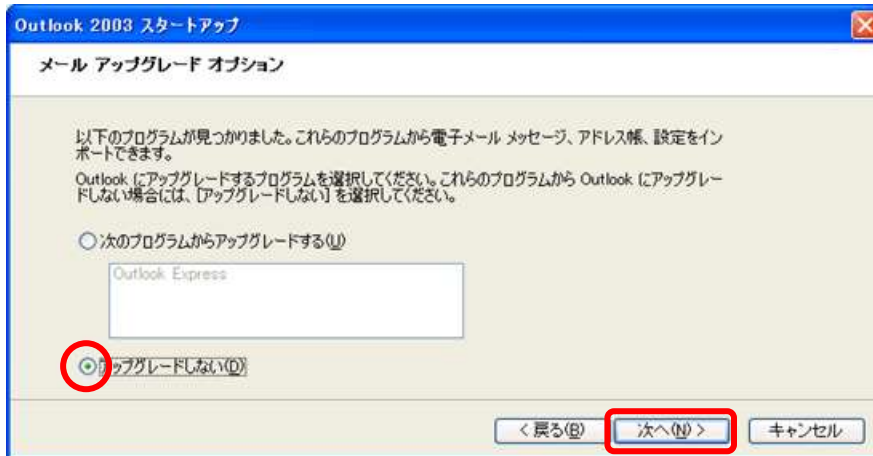 Outlook 2003 スタートアップ
メール アップグレード オプション
以下のプログラムが見つかりました。これらのプログラムから電子メール メッセージ、アドレス帳、設定をイン
ポートできます。
Outlook にアップグレードするプログラムを選択してください。これらのプログラムから Outlook にアップグレー
ドしない場合には、[アップグレードしない] を選択してください。
次のプログラムからアップグレードする(U)
Outlook Express
アップグレードしない(D)
< 戻る(B)
次へ(N) >
キャンセル